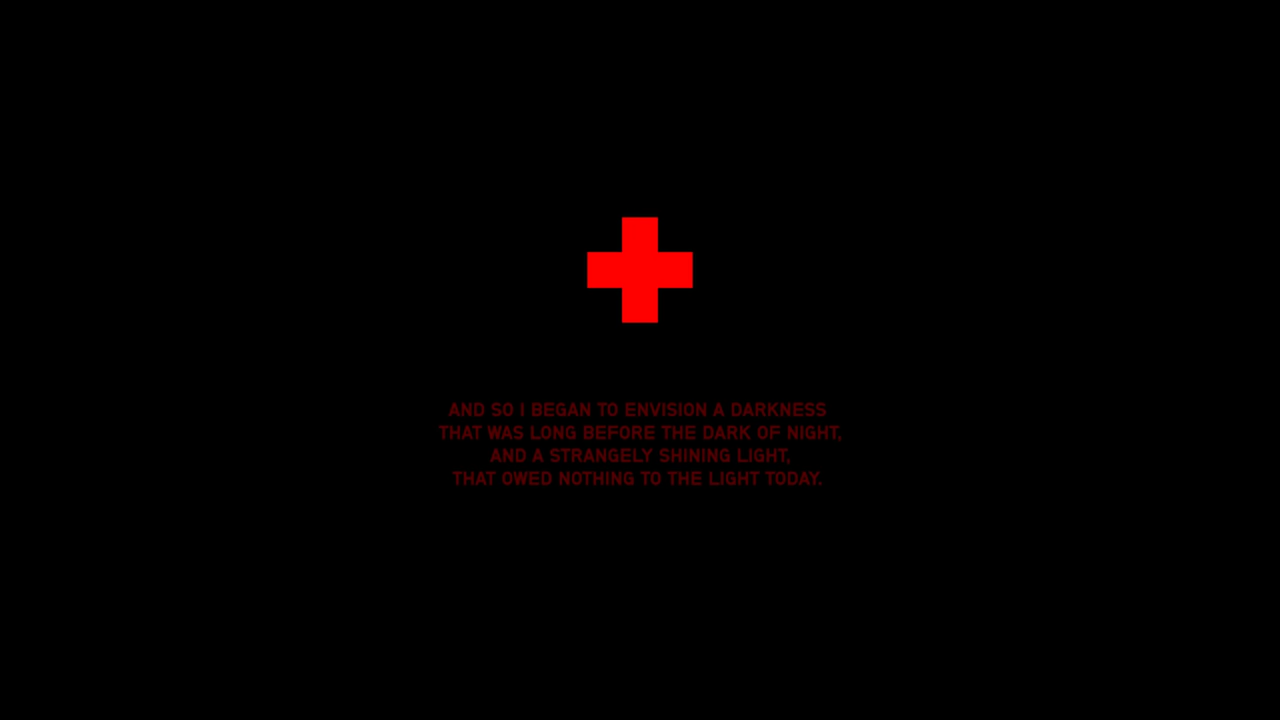 AND SO I BEGAN TO ENVISION A DARKNESS
THAT WAS LONG BEFORE THE DARK OF NIGHT,
AND A STRANGELY SHINING LIGHT,
THAT OWED NOTHING TO THE LIGHT TODAY.